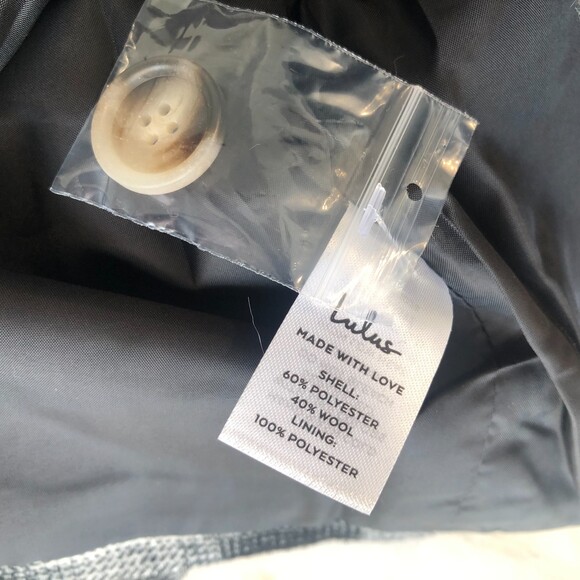 Lulus
MADE WITH LOVE
SHELL:
60% POLYESTER
40% WOOL
LINING:
100% POLYESTER